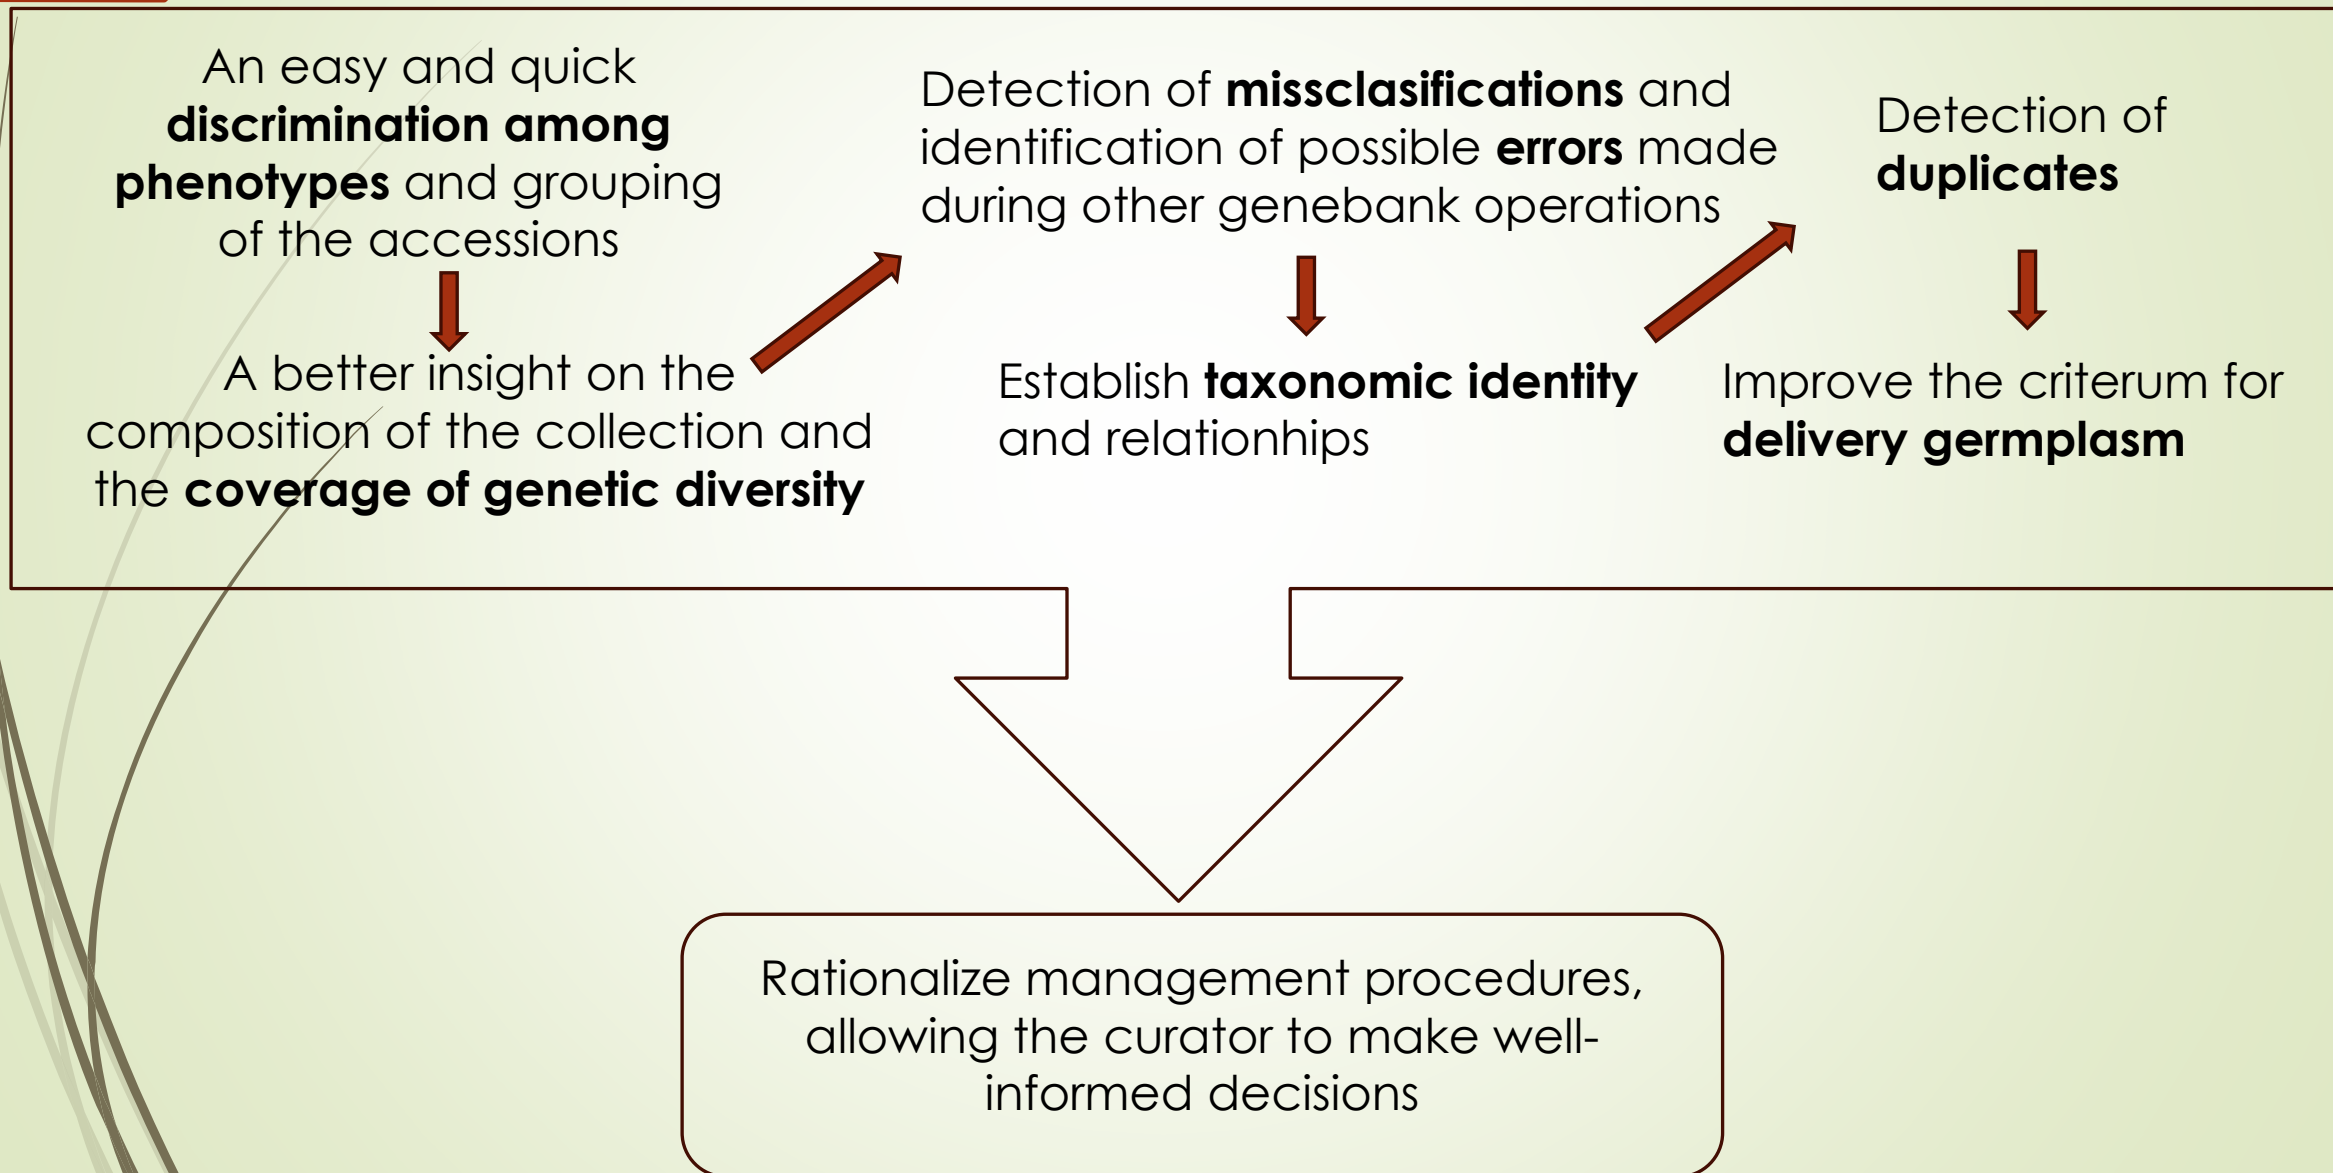 An easy and quick
discrimination among
phenotypes and grouping
of the accessions
A better insight on the
composition of the collection and
the coverage of genetic diversity
Detection of missclasifications and
identification of possible errors made
during other genebank operations
Establish taxonomic identity
and relationhips
Detection of
duplicates
Improve the criterum for
delivery germplasm
Rationalize management procedures,
allowing the curator to make well-
informed decisions